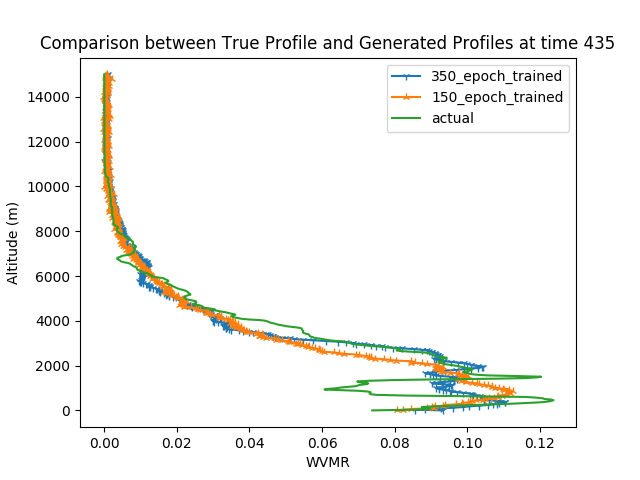 Comparison between True Profile and Generated Profiles at time 435
350_epoch_trained
150_epoch_trained
actual
Altitude (m)
14000
12000
10000
8000
6000
4000
2000
0
0.00 0.02 0.04 0.06 0.08 0.10 0.12
WVMR